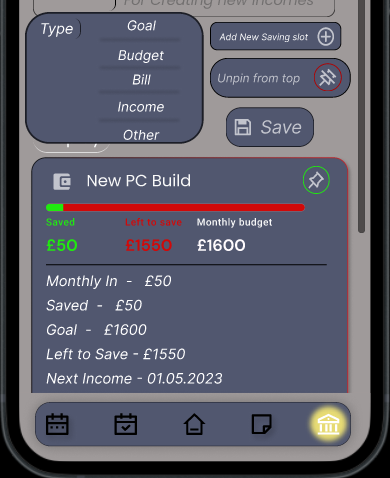 For Creating new incomes
Type
Goal
Budget
Bill
Income
Other
Add New Saving slot
Unpin from top
Save
New PC Build
Saved
Left to save
Monthly budget
£50
£1550
£1600
Monthly In - £50
Saved - £50
Goal - £1600
Left to Save - £1550
Next Income - 01.05.2023